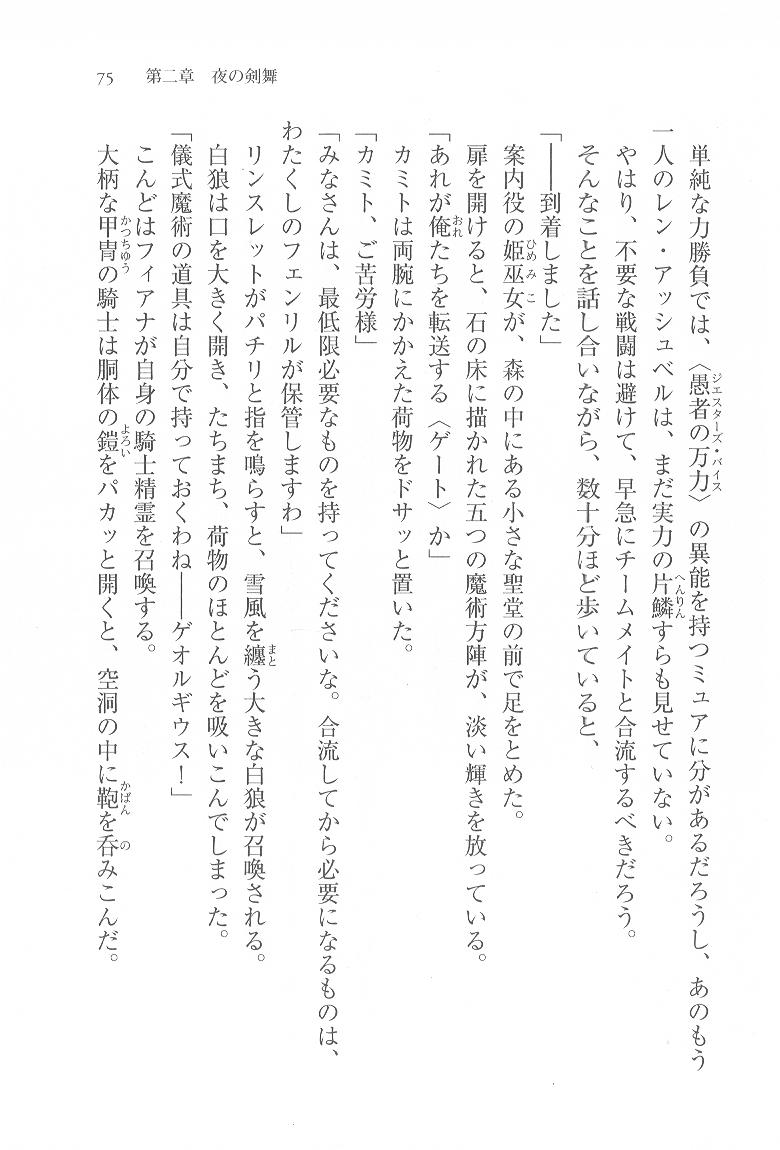 75　第二章　夜の剣舞
単純な力勝負では、〈愚者の万力〉の異能を持つミュアに分があるだろうし、あのもう
一人のレン・アッシュベルは、まだ実力の片鱗すらも見せていない。
やはり、不要な戦闘は避けて、早急にチームメイトと合流するべきだろう。
そんなことを話し合いながら、数十分ほど歩いていると、
「――到着しました」
案内役の姫巫女が、森の中にある小さな聖堂の前で足をとめた。
扉を開けると、石の床に描かれた五つの魔術方陣が、淡い輝きを放っている。
「あれが俺たちを転送する〈ゲート〉か」
カミトは両腕にかかえた荷物をドサッと置いた。
「カミト、ご苦労様」
「みなさんは、最低限必要なものを持ってくださいな。合流してから必要になるものは、
わたくしのフェンリルが保管しますわ」
リンスレットがパチリと指を鳴らすと、雪風を纏う大きな白狼が召喚される。
白狼は口を大きく開き、たちまち、荷物のほとんどを吸いこんでしまった。
「儀式魔術の道具は自分で持っておくわね――ゲオルギウス！」
こんどはフィアナが自身の騎士精霊を召喚する。
大柄な甲冑の騎士は胴体の鎧をパカッと開くと、空洞の中に鞄を呑みこんだ。